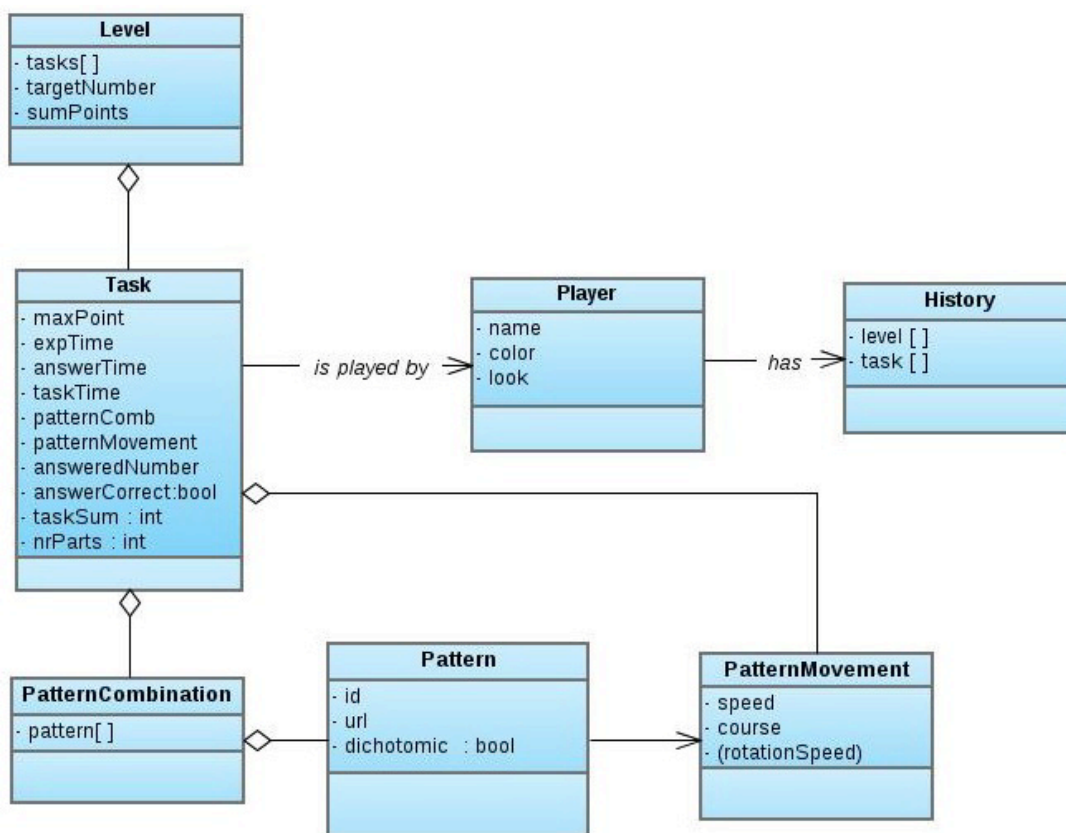 Level
- tasks[ ]
- targetNumber
- sumPoints
Task
- maxPoint
- expTime
- answerTime
- taskTime
- patternComb
- patternMovement
- answeredNumber
- answerCorrect:bool
- taskSum : int
- nrParts : int
is played by
Player
- name
- color
- look
has
History
- level [ ]
- task [ ]
PatternCombination
- pattern[ ]
Pattern
- id
- url
- dichotomic : bool
PatternMovement
- speed
- course
- (rotationSpeed)